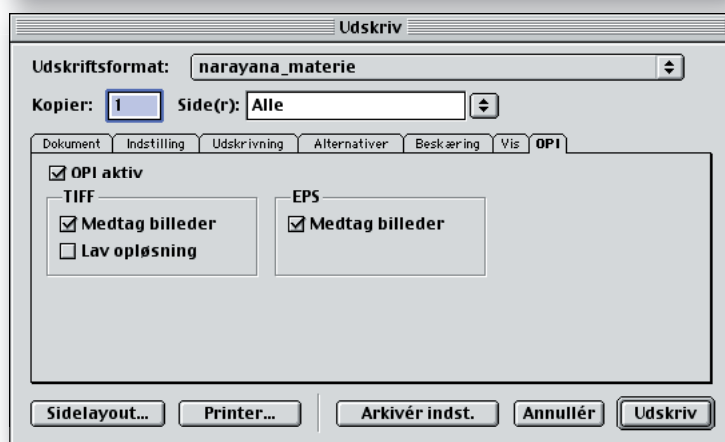 Udskriv
Udskriftsformat: narayana_materie
Kopier: 1 Side(r): Alle
Dokument Indstilling Udskrivning Alternativer Beskæring Vis OPI
OPI aktiv
TIFF EPS
Medtag billeder Medtag billeder
Lav opløsning
Sidelayout... Printer... Arkivér indst. Annullér Udskriv